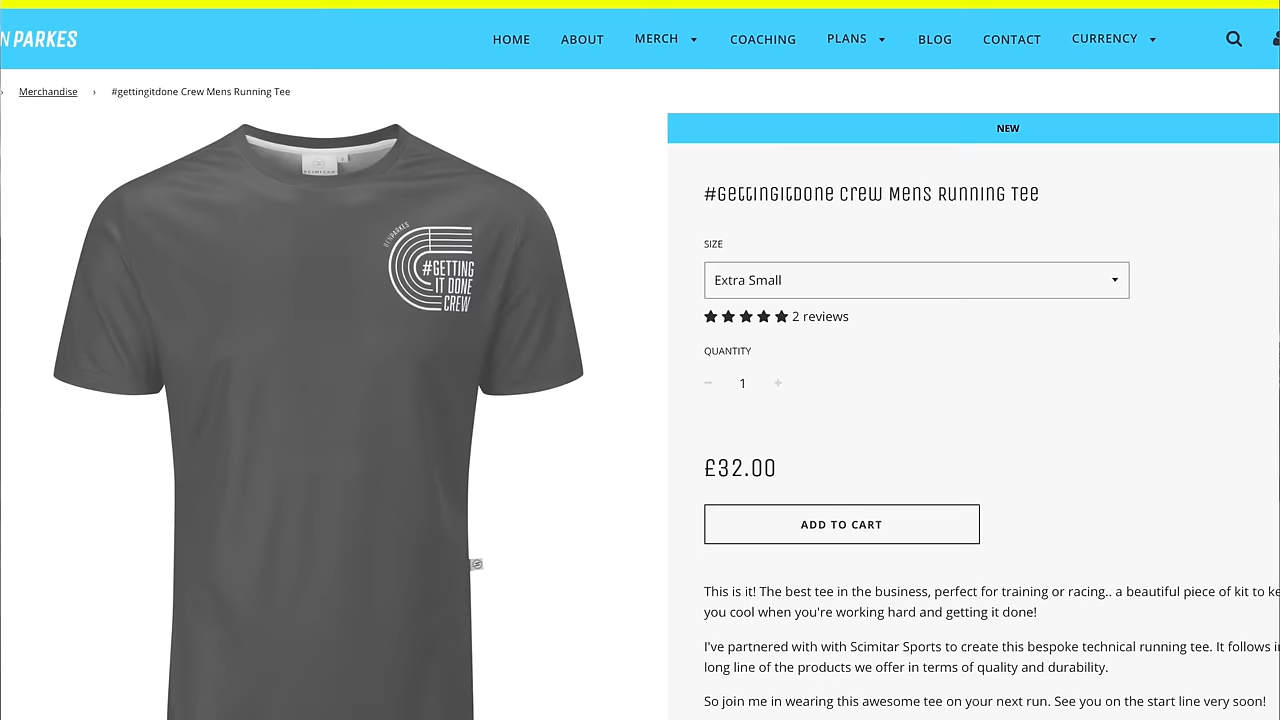 N PARKES
HOME ABOUT MERCH COACHING PLANS BLOG CONTACT CURRENCY
› Merchandise › #gettingitdone Crew Mens Running Tee
SCIMITAR
BENPARKES
#GETTING
IT DONE
CREW
NEW
#gettingitdone Crew Mens Running Tee
SIZE
Extra Small
2 reviews
QUANTITY
− 1 +
£32.00
ADD TO CART
This is it! The best tee in the business, perfect for training or racing.. a beautiful piece of kit to ke
you cool when you're working hard and getting it done!
I've partnered with with Scimitar Sports to create this bespoke technical running tee. It follows i
long line of the products we offer in terms of quality and durability.
So join me in wearing this awesome tee on your next run. See you on the start line very soon!